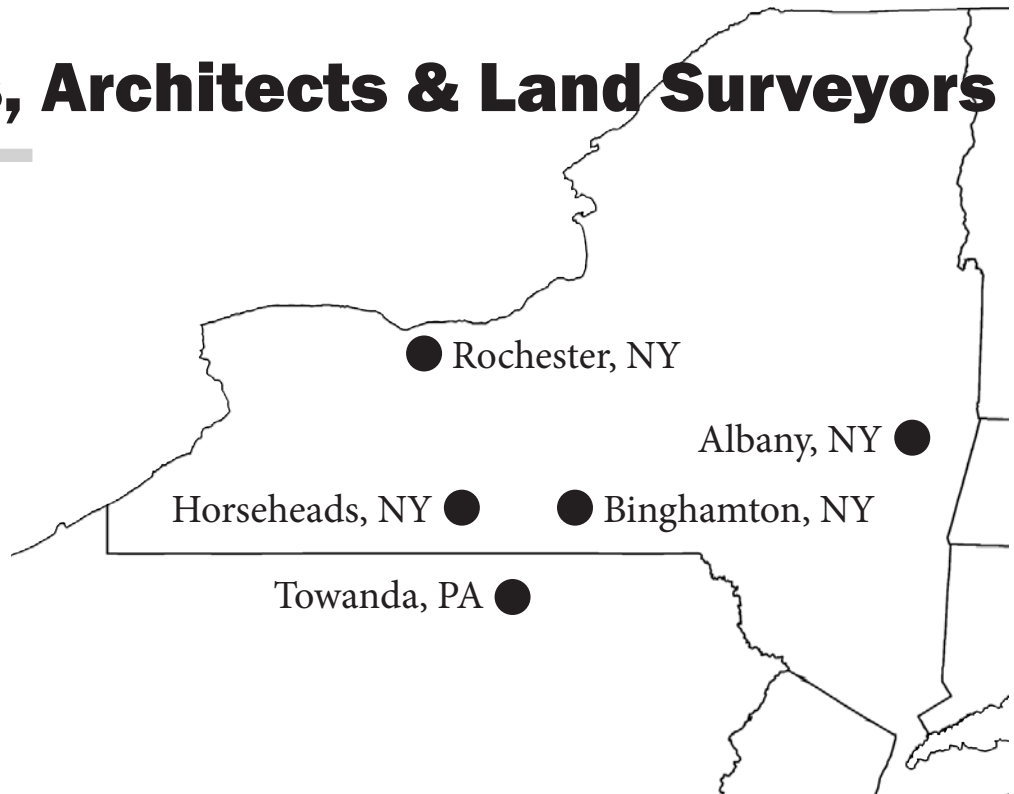 , Architects & Land Surveyors
Rochester, NY
Albany, NY
Horseheads, NY
Binghamton, NY
Towanda, PA